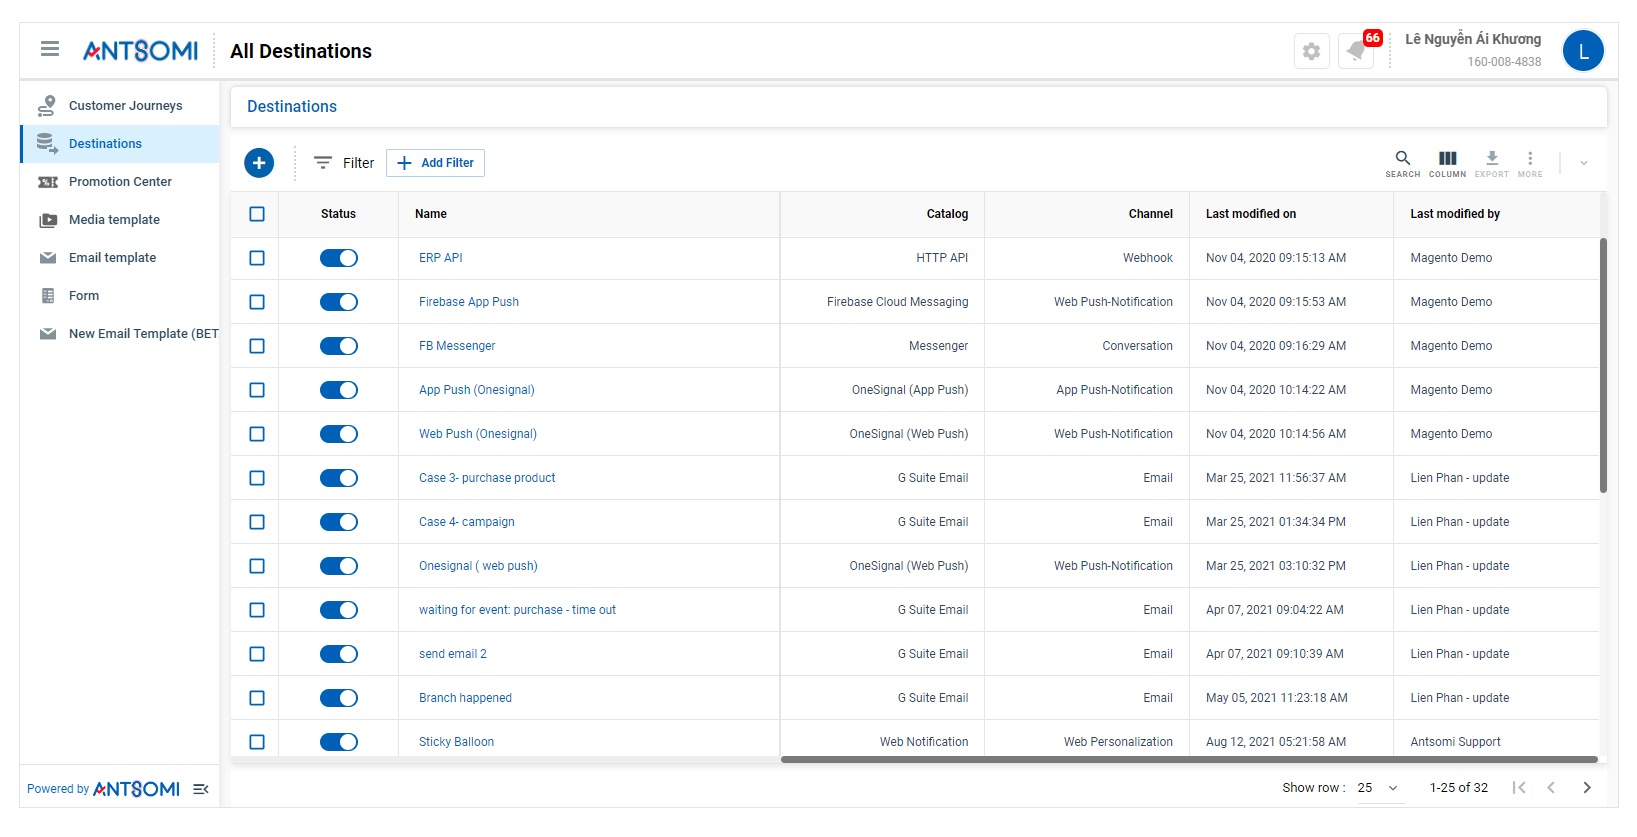 ANTSOMI
All Destinations
66
Lê Nguyễn Ái Khương
160-008-4838
L
Customer Journeys
Destinations
Promotion Center
Media template
Email template
Form
New Email Template (BET
Powered by ANTSOMI
Destinations
Filter
Add Filter
SEARCH COLUMN EXPORT MORE
Status Name Catalog Channel Last modified on Last modified by
ERP API HTTP API Webhook Nov 04, 2020 09:15:13 AM Magento Demo
Firebase App Push Firebase Cloud Messaging Web Push-Notification Nov 04, 2020 09:15:53 AM Magento Demo
FB Messenger Messenger Conversation Nov 04, 2020 09:16:29 AM Magento Demo
App Push (Onesignal) OneSignal (App Push) App Push-Notification Nov 04, 2020 10:14:22 AM Magento Demo
Web Push (Onesignal) OneSignal (Web Push) Web Push-Notification Nov 04, 2020 10:14:56 AM Magento Demo
Case 3- purchase product G Suite Email Email Mar 25, 2021 11:56:37 AM Lien Phan - update
Case 4- campaign G Suite Email Email Mar 25, 2021 01:34:34 PM Lien Phan - update
Onesignal ( web push) OneSignal (Web Push) Web Push-Notification Mar 25, 2021 03:10:32 PM Lien Phan - update
waiting for event: purchase - time out G Suite Email Email Apr 07, 2021 09:04:22 AM Lien Phan - update
send email 2 G Suite Email Email Apr 07, 2021 09:10:39 AM Lien Phan - update
Branch happened G Suite Email Email May 05, 2021 11:23:18 AM Lien Phan - update
Sticky Balloon Web Notification Web Personalization Aug 12, 2021 05:21:58 AM Antsomi Support
Show row : 25 1-25 of 32